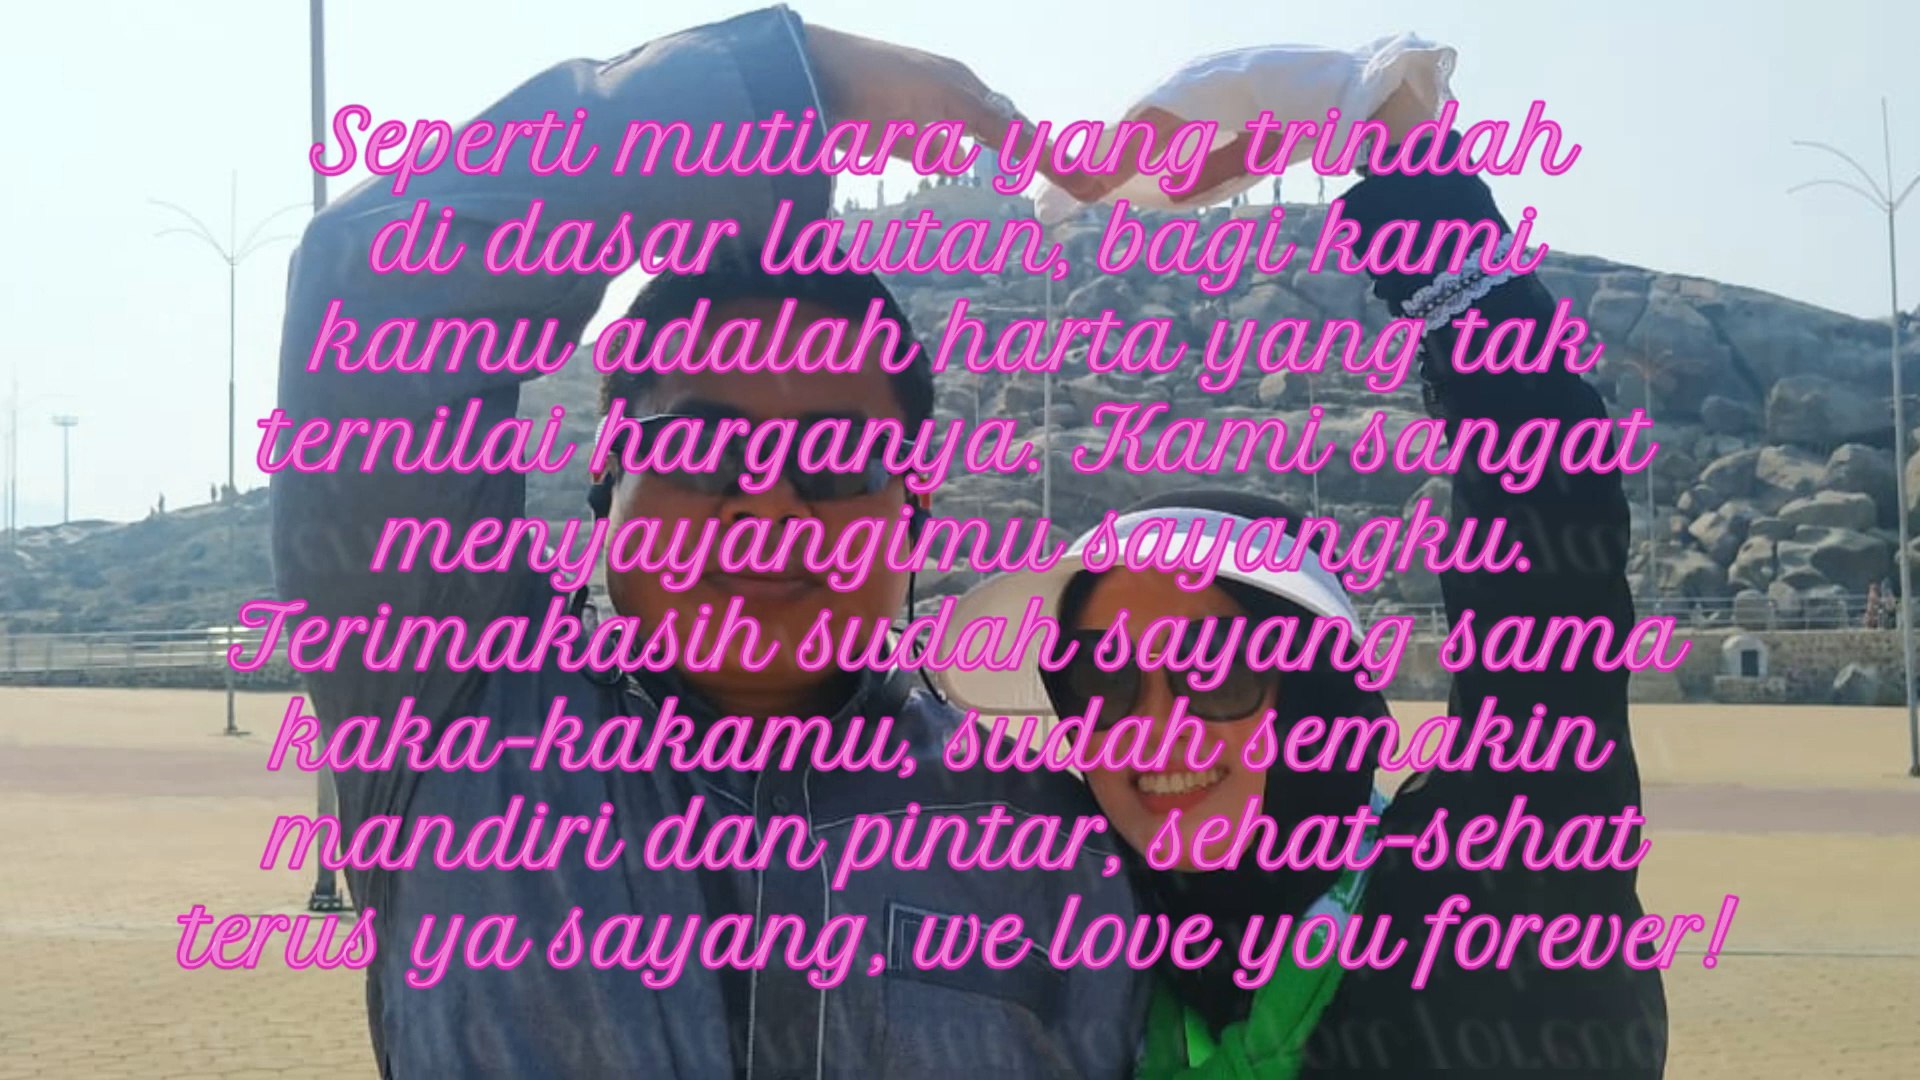 Seperti mutiara yang trindah
di dasar lautan, bagi kami
kamu adalah harta yang tak
ternilai harganya. Kami sangat
menyayangimu sayangku.
Terimakasih sudah sayang sama
kaka-kakamu, sudah semakin
mandiri dan pintar, sehat-sehat
terus ya sayang, we love you forever!